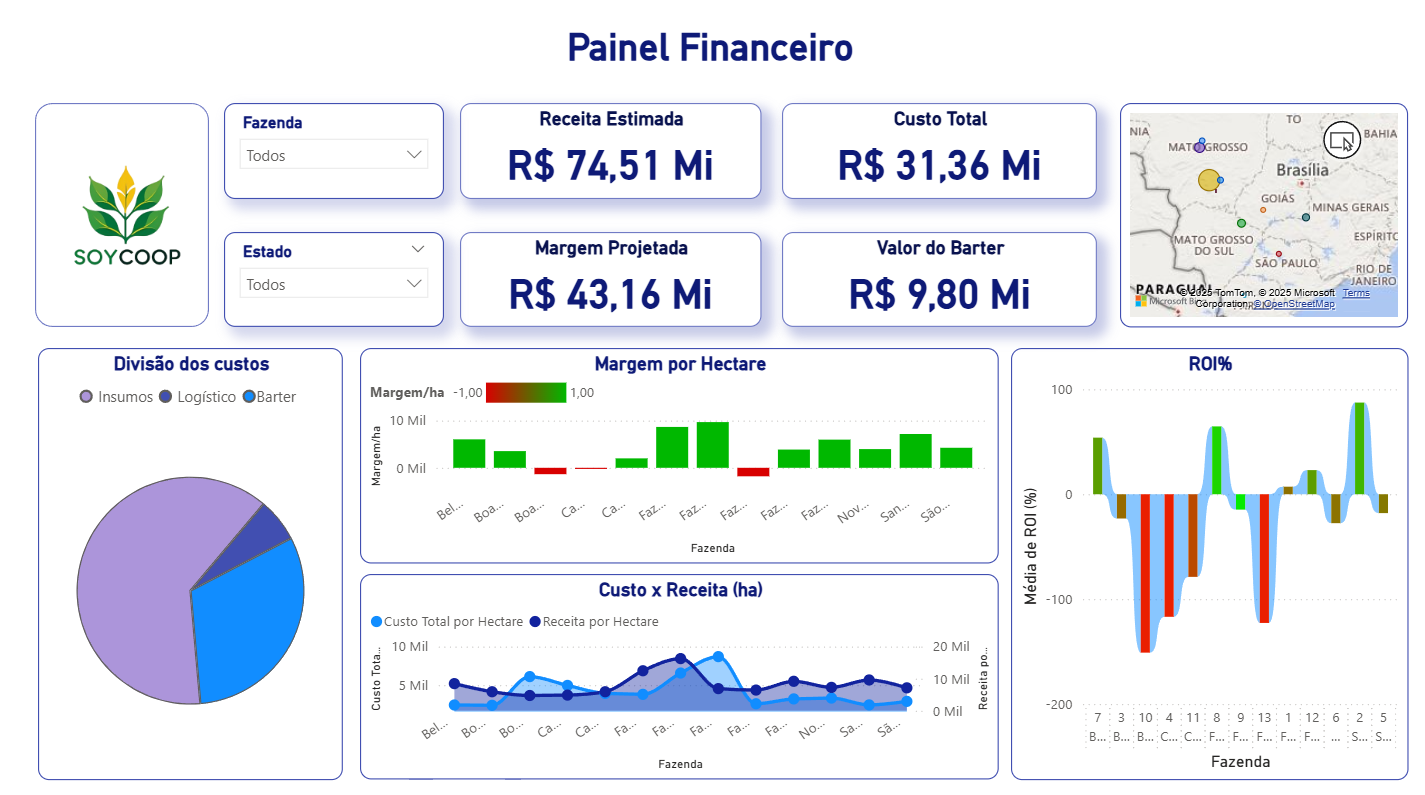 Painel Financeiro
SOYCOOP
Fazenda
Todos
Estado
Todos
Receita Estimada
R$ 74,51 Mi
Custo Total
R$ 31,36 Mi
Margem Projetada
R$ 43,16 Mi
Valor do Barter
R$ 9,80 Mi
TO
NIA
BAHIA
MATO GROSSO
Brasília
GOIÁS
MINAS GERAIS
MATO GROSSO
DO SUL
ESPÍRITO
SÃO PAULO
RIO DE
JANEIRO
© 2025 TomTom, © 2025 Microsoft
Terms
Corporation,
© OpenStreetMap
Divisão dos custos
Insumos
Logístico
Barter
Margem por Hectare
Margem/ha
-1,00
1,00
Margem/ha
10 Mil
0 Mil
Bel...
Boa...
Boa...
Ca...
Ca...
Faz...
Faz...
Faz...
Faz...
Faz...
Nov...
San...
São...
Fazenda
Custo x Receita (ha)
Custo Total por Hectare
Receita por Hectare
Custo Tota...
10 Mil
5 Mil
20 Mil
10 Mil
0 Mil
Receita po...
Bel...
Bo...
Bo...
Ca...
Ca...
Fa...
Fa...
Fa...
Fa...
Fa...
No...
Sa...
Sã...
Fazenda
ROI%
Média de ROI (%)
100
0
-100
-200
7 3 10 4 11 8 9 13 1 12 6 2 5
B... B... B... C... C... F... F... F... F... F... ... S... S...
Fazenda